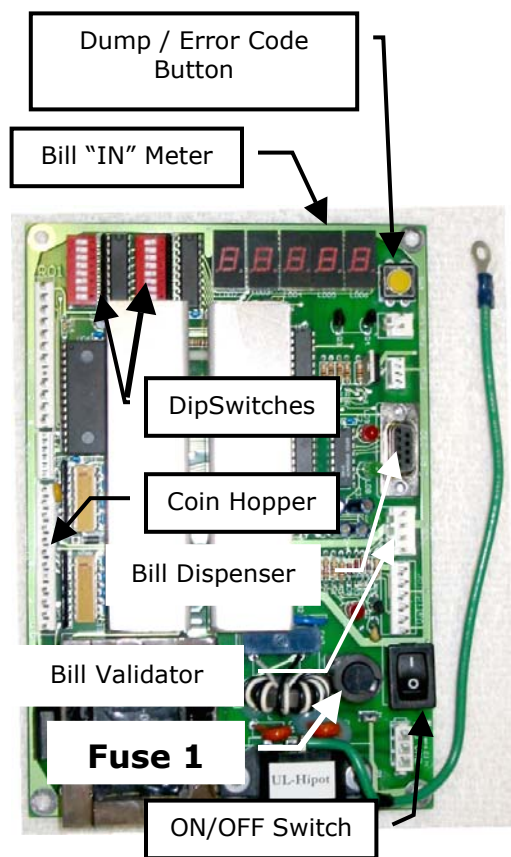 Dump / Error Code
Button
Bill “IN” Meter
DipSwitches
Coin Hopper
Bill Dispenser
Bill Validator
Fuse 1
UL-Hipot
ON/OFF Switch